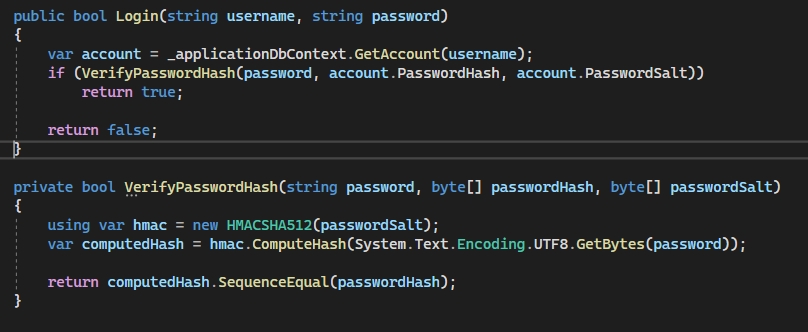 public bool Login(string username, string password)
{
    var account = _applicationDbContext.GetAccount(username);
    if (VerifyPasswordHash(password, account.PasswordHash, account.PasswordSalt))
        return true;

    return false;
}

private bool VerifyPasswordHash(string password, byte[] passwordHash, byte[] passwordSalt)
{
    using var hmac = new HMACSHA512(passwordSalt);
    var computedHash = hmac.ComputeHash(System.Text.Encoding.UTF8.GetBytes(password));

    return computedHash.SequenceEqual(passwordHash);
}